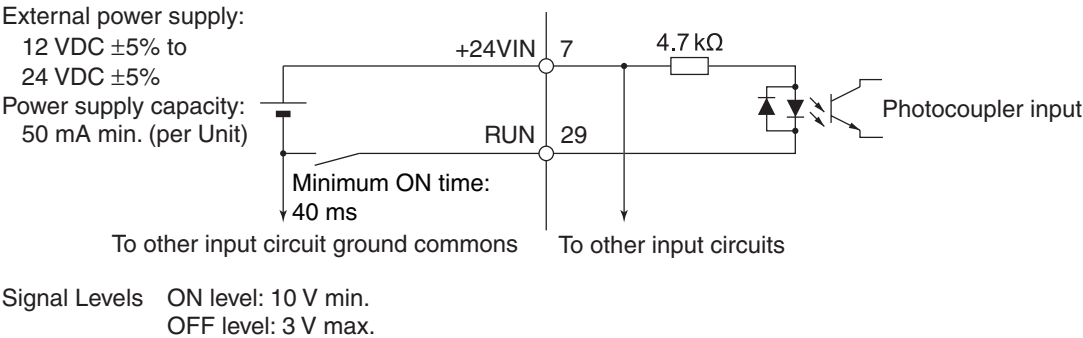 External power supply:
12 VDC ±5% to
24 VDC ±5%
Power supply capacity:
50 mA min. (per Unit)
+24VIN 7
4.7 kΩ
Photocoupler input
RUN 29
Minimum ON time:
40 ms
To other input circuit ground commons
To other input circuits
Signal Levels ON level: 10 V min.
OFF level: 3 V max.